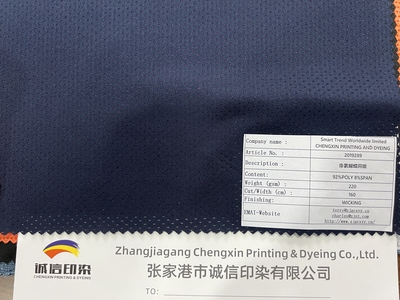 Company name :
Smart Trend Worldwide limited
CHENGXIN PRINTING AND DYEING
Article No. :
2019289
Description :
Content:
92%POLY 8%SPAN
Weight (gsm) :
220
Cut/Width (cm) :
160
Finishing:
WICKING
EMAI-Website
诚信印染
CHENGXIN PRINTING & DYEING
Zhangjiagang Chengxin Printing & Dyeing Co.,Ltd.
张家港市诚信印染有限公司
TO: